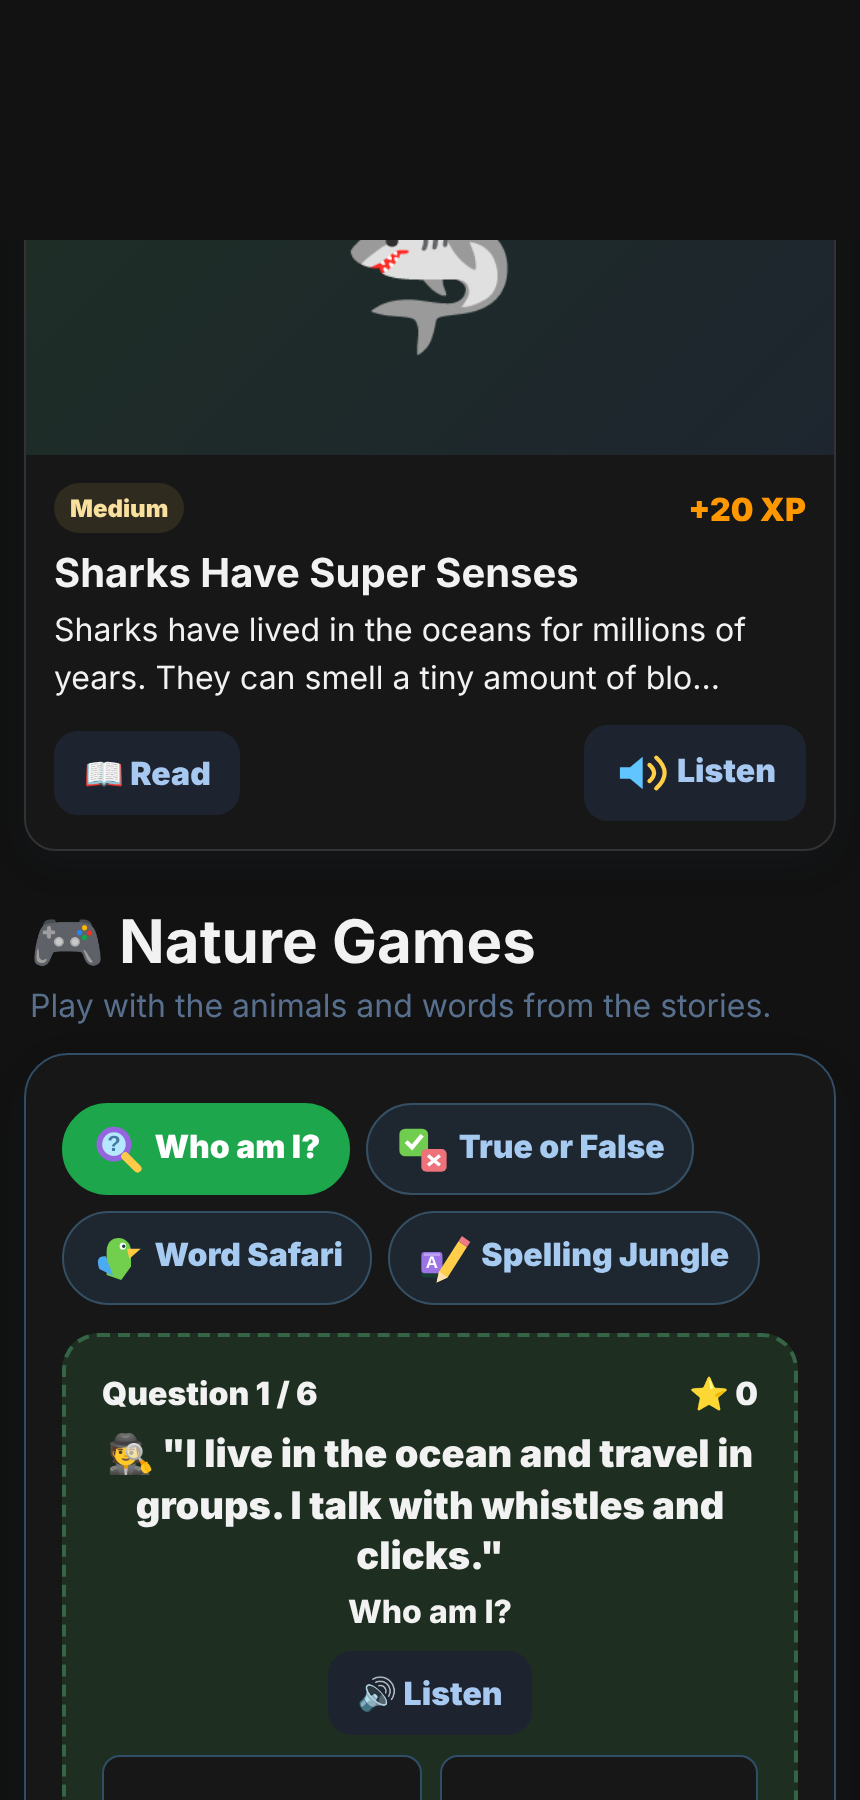 Medium
+20 XP
Sharks Have Super Senses
Sharks have lived in the oceans for millions of
years. They can smell a tiny amount of blo...
Read
Listen
Nature Games
Play with the animals and words from the stories.
Who am I?
True or False
Word Safari
Spelling Jungle
Question 1 / 6
0
"I live in the ocean and travel in
groups. I talk with whistles and
clicks."
Who am I?
Listen